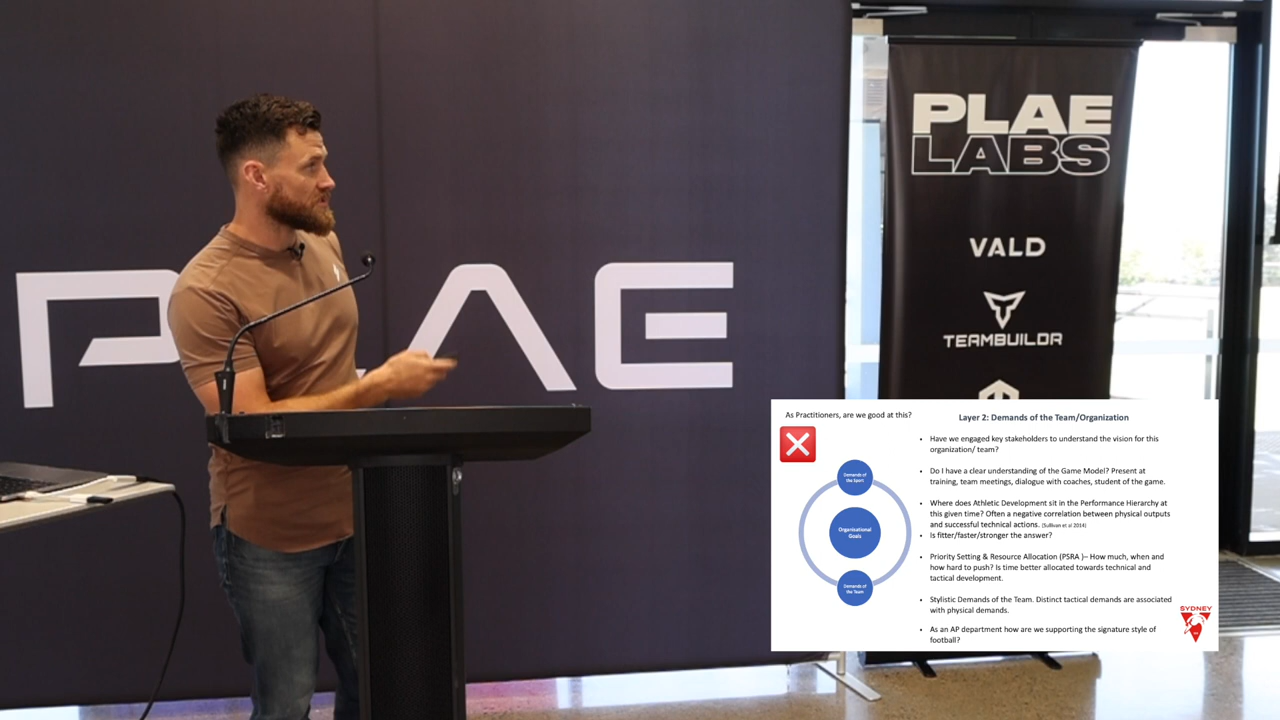 PLAE
PLAE
LABS
VALD
TEAMBUILDR
As Practitioners, are we good at this?
Layer 2: Demands of the Team/Organization
Demands of
the Sport
Organisational
Goals
Demands of
the Team
• Have we engaged key stakeholders to understand the vision for this
organization/ team?
• Do I have a clear understanding of the Game Model? Present at
training, team meetings, dialogue with coaches, student of the game.
• Where does Athletic Development sit in the Performance Hierarchy at
this given time? Often a negative correlation between physical outputs
and successful technical actions. (Sullivan et al 2014)
• Is fitter/faster/stronger the answer?
• Priority Setting & Resource Allocation (PSRA )– How much, when and
how hard to push? Is time better allocated towards technical and
tactical development.
• Stylistic Demands of the Team. Distinct tactical demands are associated
with physical demands.
• As an AP department how are we supporting the signature style of
football?
SYDNEY